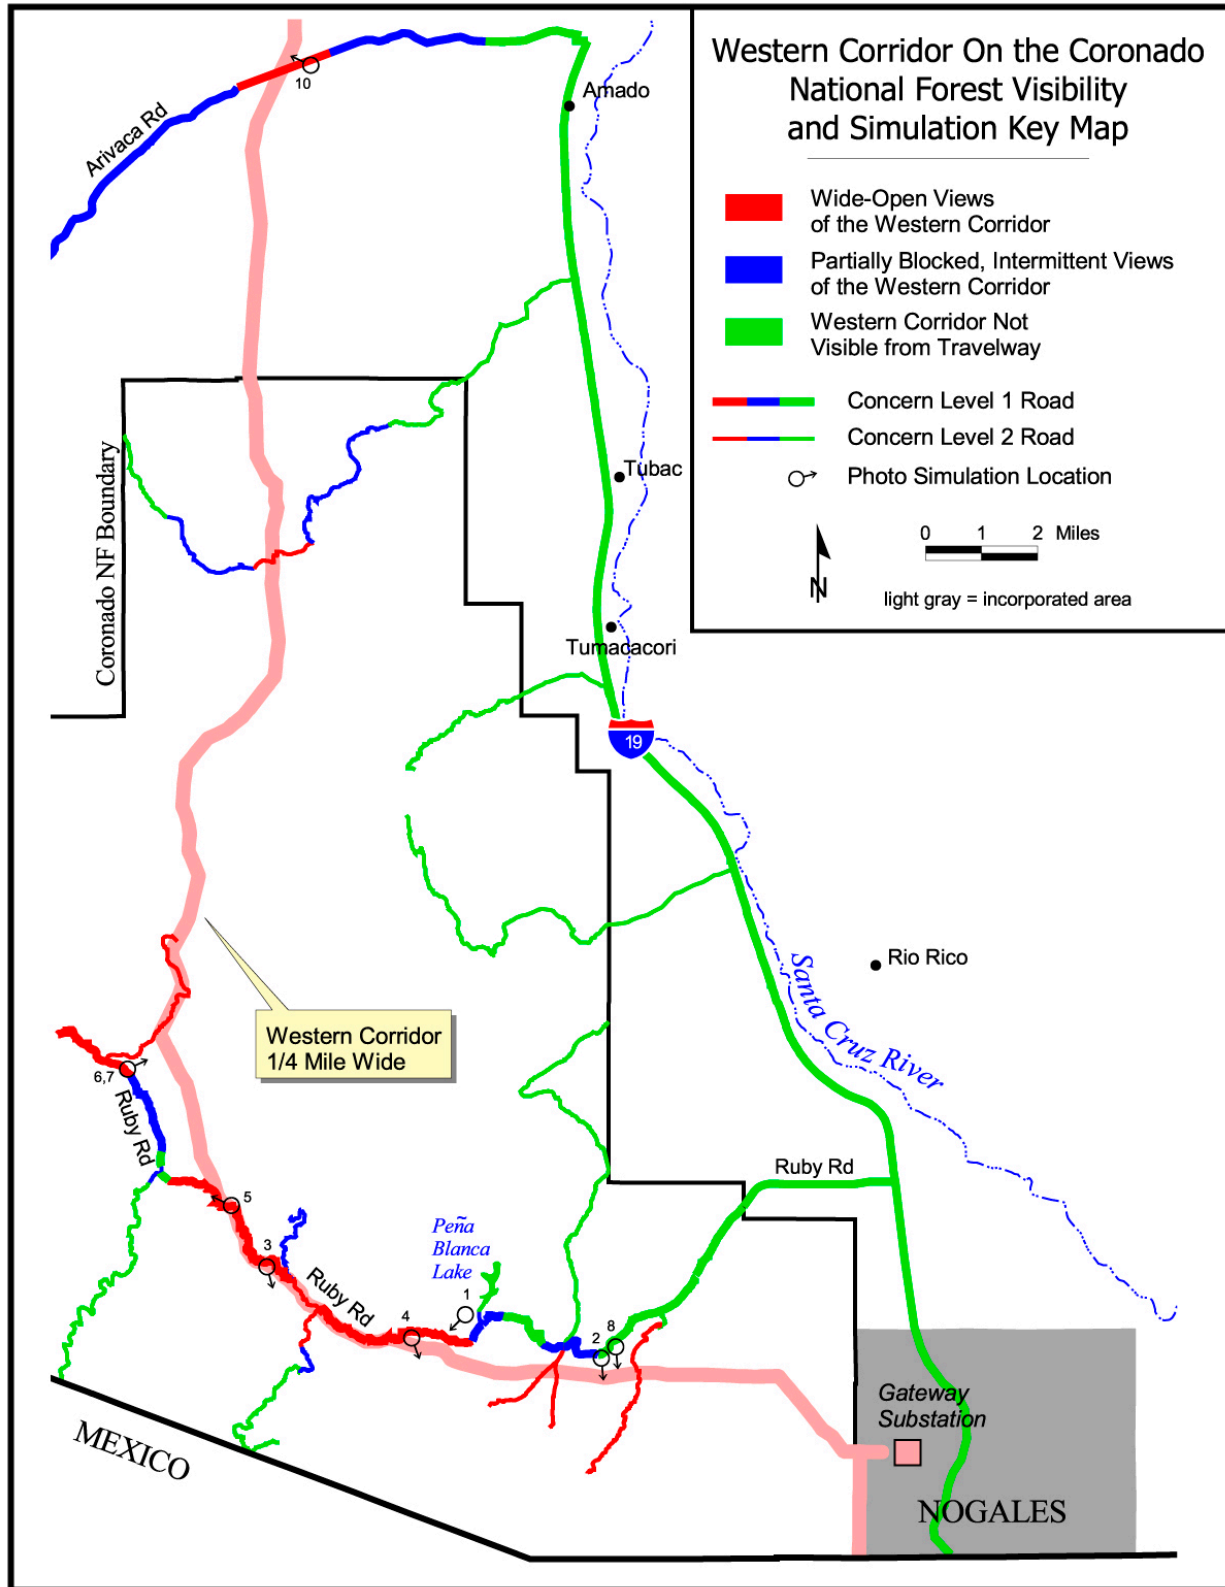 Western Corridor On the Coronado
National Forest Visibility
and Simulation Key Map
Wide-Open Views
of the Western Corridor
Partially Blocked, Intermittent Views
of the Western Corridor
Western Corridor Not
Visible from Travelway
Concern Level 1 Road
Concern Level 2 Road
Photo Simulation Location
0 1 2 Miles
N
light gray = incorporated area
10
Arivaca Rd
Amado
Coronado NF Boundary
Tubac
Tumacacori
19
Rio Rico
Santa Cruz River
Western Corridor
1/4 Mile Wide
6,7
Ruby Rd
Ruby Rd
5
3
Peña
Blanca
Lake
Ruby Rd
4
1
2
8
Gateway
Substation
MEXICO
NOGALES